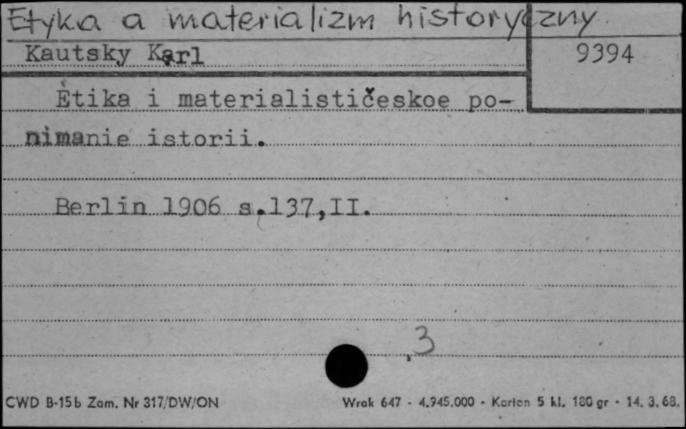 Etyka a materializm historyczny
Kautsky Karl
9394
Ètika i materialističeskoe po-
nimanie istorii.
Berlin 1906 s.137,II.
3
CWD B-15b Zam. Nr 317/DW/ON Wrak 647 - 4.945.000 - Karton 5 kl. 180 gr - 14. 3. 68.